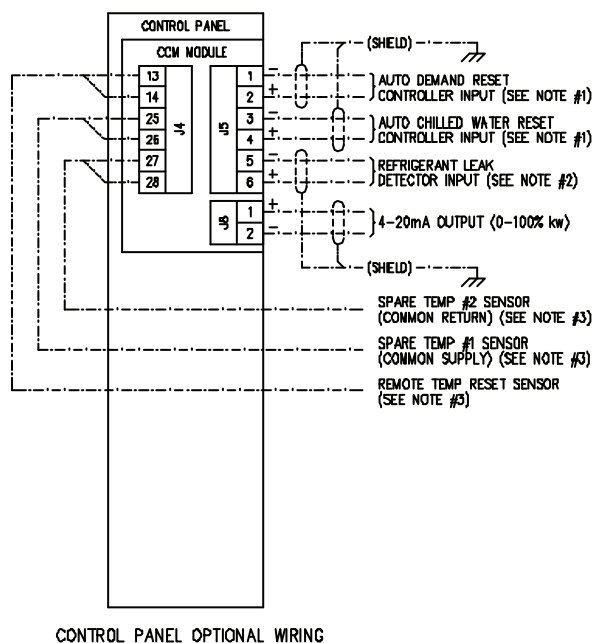 CONTROL PANEL
CCM MODULE
(SHIELD)
13
14
25
26
27
28
J4
J5
1 -
2 +
3 -
4 +
5 -
6 +
AUTO DEMAND RESET
CONTROLLER INPUT (SEE NOTE #1)
AUTO CHILLED WATER RESET
CONTROLLER INPUT (SEE NOTE #1)
REFRIGERANT LEAK
DETECTOR INPUT (SEE NOTE #2)
J8
1 +
2 -
4-20mA OUTPUT (0-100% kw)
(SHIELD)
SPARE TEMP #2 SENSOR
(COMMON RETURN) (SEE NOTE #3)
SPARE TEMP #1 SENSOR
(COMMON SUPPLY) (SEE NOTE #3)
REMOTE TEMP RESET SENSOR
(SEE NOTE #3)
CONTROL PANEL OPTIONAL WIRING